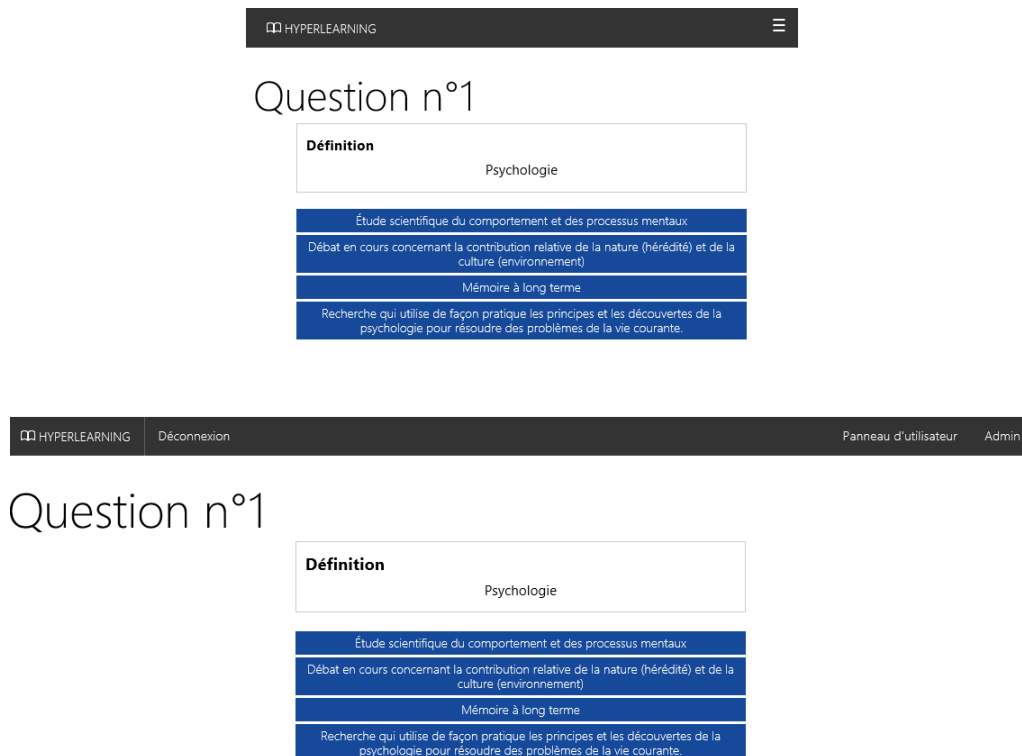 HYPERLEARNING
Question n°1
Définition
Psychologie
Étude scientifique du comportement et des processus mentaux
Débat en cours concernant la contribution relative de la nature (hérédité) et de la
culture (environnement)
Mémoire à long terme
Recherche qui utilise de façon pratique les principes et les découvertes de la
psychologie pour résoudre des problèmes de la vie courante.
HYPERLEARNING Déconnexion Panneau d'utilisateur Admin
Question n°1
Définition
Psychologie
Étude scientifique du comportement et des processus mentaux
Débat en cours concernant la contribution relative de la nature (hérédité) et de la
culture (environnement)
Mémoire à long terme
Recherche qui utilise de façon pratique les principes et les découvertes de la
psychologie pour résoudre des problèmes de la vie courante.